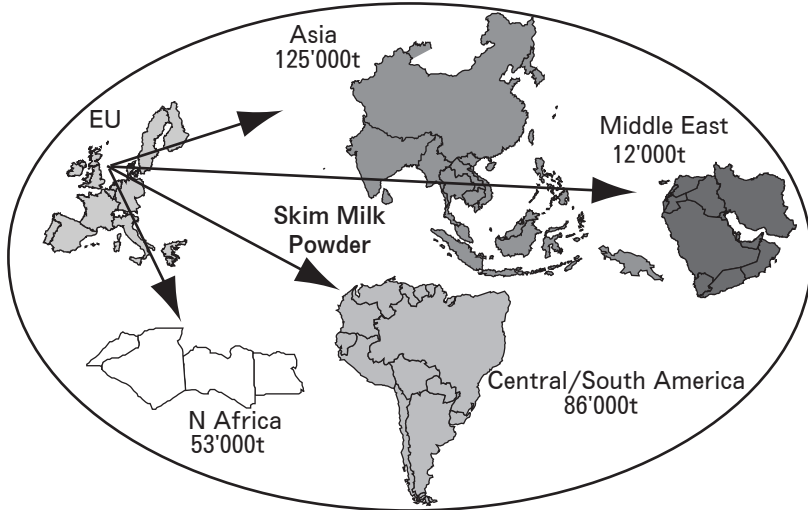 Asia
125'000t
EU
Middle East
12'000t
Skim Milk
Powder
Central/South America
86'000t
N Africa
53'000t